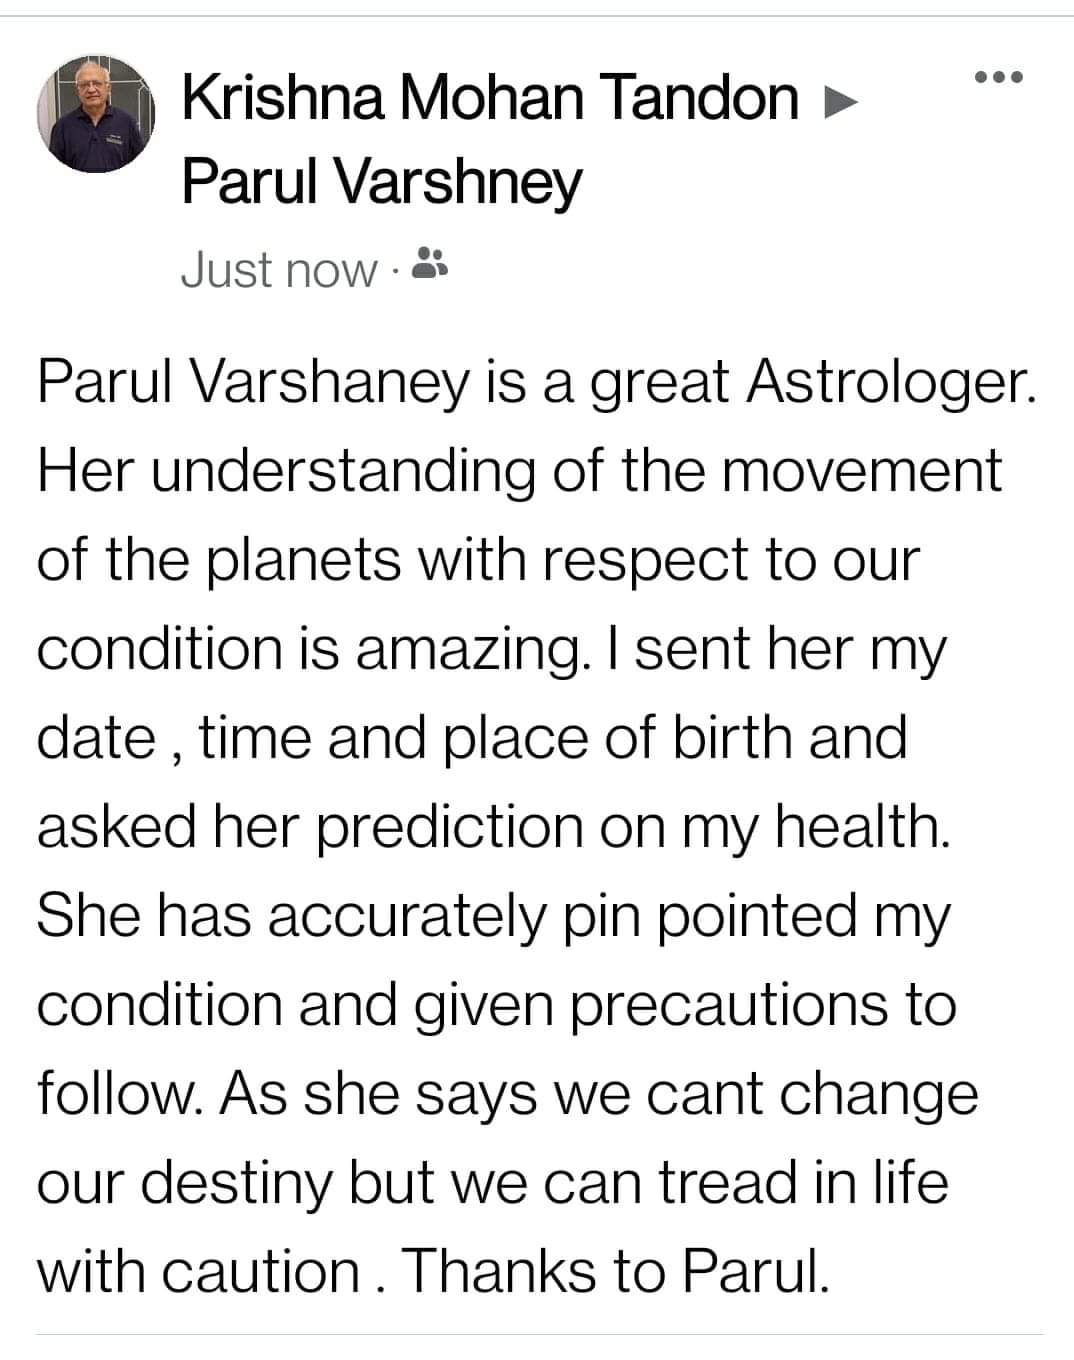 Krishna Mohan Tandon ▶
Parul Varshney
Just now ·
Parul Varshaney is a great Astrologer.
Her understanding of the movement
of the planets with respect to our
condition is amazing. I sent her my
date , time and place of birth and
asked her prediction on my health.
She has accurately pin pointed my
condition and given precautions to
follow. As she says we cant change
our destiny but we can tread in life
with caution . Thanks to Parul.